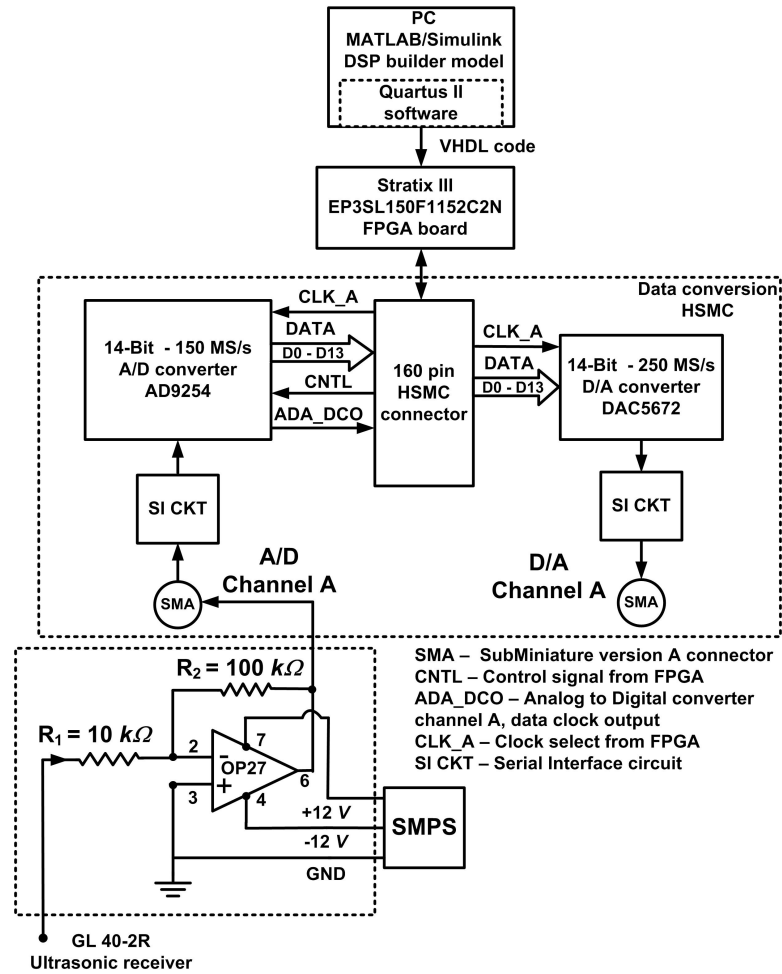 PC
MATLAB/Simulink
DSP builder model
Quartus II
software
VHDL code
Stratix III
EP3SL150F1152C2N
FPGA board
Data conversion
HSMC
14-Bit - 150 MS/s
A/D converter
AD9254
CLK_A
DATA
D0 - D13
CNTL
ADA_DCO
160 pin
HSMC
connector
CLK_A
DATA
D0 - D13
14-Bit - 250 MS/s
D/A converter
DAC5672
SI CKT
SI CKT
A/D
Channel A
D/A
Channel A
SMA
SMA
SMA – SubMiniature version A connector
CNTL – Control signal from FPGA
ADA_DCO – Analog to Digital converter
channel A, data clock output
CLK_A – Clock select from FPGA
SI CKT – Serial Interface circuit
R2 = 100 kΩ
R1 = 10 kΩ
2
-
7
OP27
+
3
4
6
+12 V
-12 V
GND
SMPS
GL 40-2R
Ultrasonic receiver